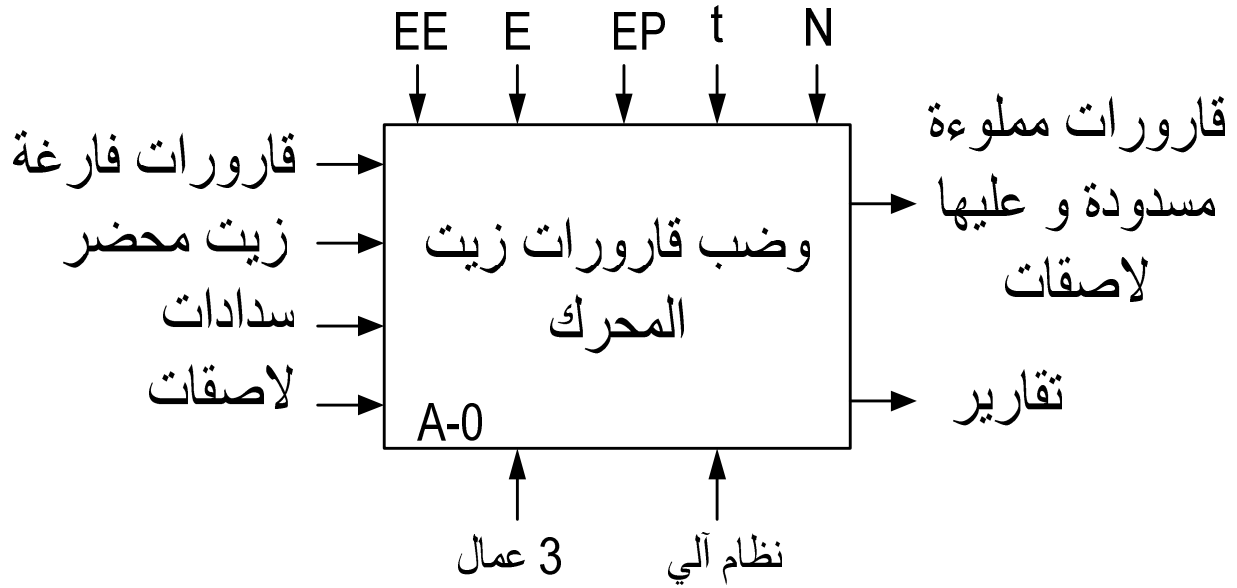 EE E EP t N
قارورات فارغة
زيت محضر
سدادات
لاصقات
وضب قارورات زيت
المحرك
A-0
قارورات مملوءة
مسدودة و عليها
لاصقات
تقارير
3 عمال
نظام آلي